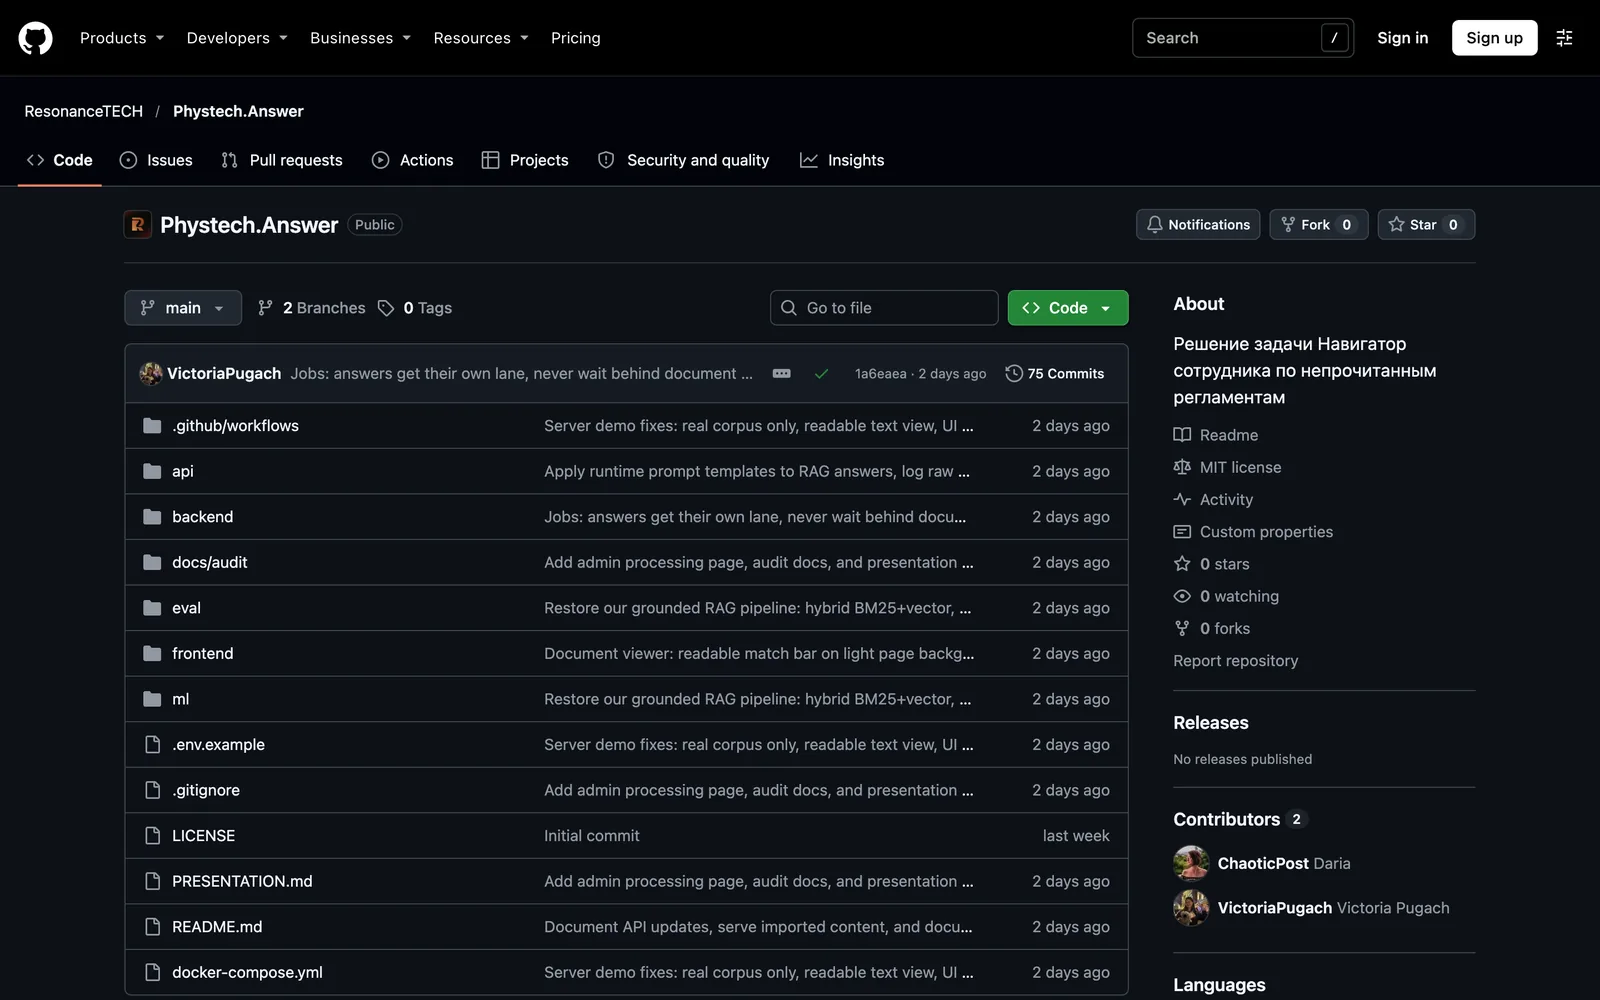 Products Developers Businesses Resources Pricing Search / Sign in Sign up
ResonanceTECH / Phystech.Answer
Code Issues Pull requests Actions Projects Security and quality Insights
Phystech.Answer Public Notifications Fork 0 Star 0
main 2 Branches 0 Tags Go to file Code
VictoriaPugach Jobs: answers get their own lane, never wait behind document ... 1a6eaea · 2 days ago 75 Commits
.github/workflows Server demo fixes: real corpus only, readable text view, UI ... 2 days ago
api Apply runtime prompt templates to RAG answers, log raw ... 2 days ago
backend Jobs: answers get their own lane, never wait behind docu... 2 days ago
docs/audit Add admin processing page, audit docs, and presentation ... 2 days ago
eval Restore our grounded RAG pipeline: hybrid BM25+vector, ... 2 days ago
frontend Document viewer: readable match bar on light page backg... 2 days ago
ml Restore our grounded RAG pipeline: hybrid BM25+vector, ... 2 days ago
.env.example Server demo fixes: real corpus only, readable text view, UI ... 2 days ago
.gitignore Add admin processing page, audit docs, and presentation ... 2 days ago
LICENSE Initial commit last week
PRESENTATION.md Add admin processing page, audit docs, and presentation ... 2 days ago
README.md Document API updates, serve imported content, and docu... 2 days ago
docker-compose.yml Server demo fixes: real corpus only, readable text view, UI ... 2 days ago
About
Решение задачи Навигатор
сотрудника по непрочитанным
регламентам
Readme
MIT license
Activity
Custom properties
0 stars
0 watching
0 forks
Report repository
Releases
No releases published
Contributors 2
ChaoticPost Daria
VictoriaPugach Victoria Pugach
Languages